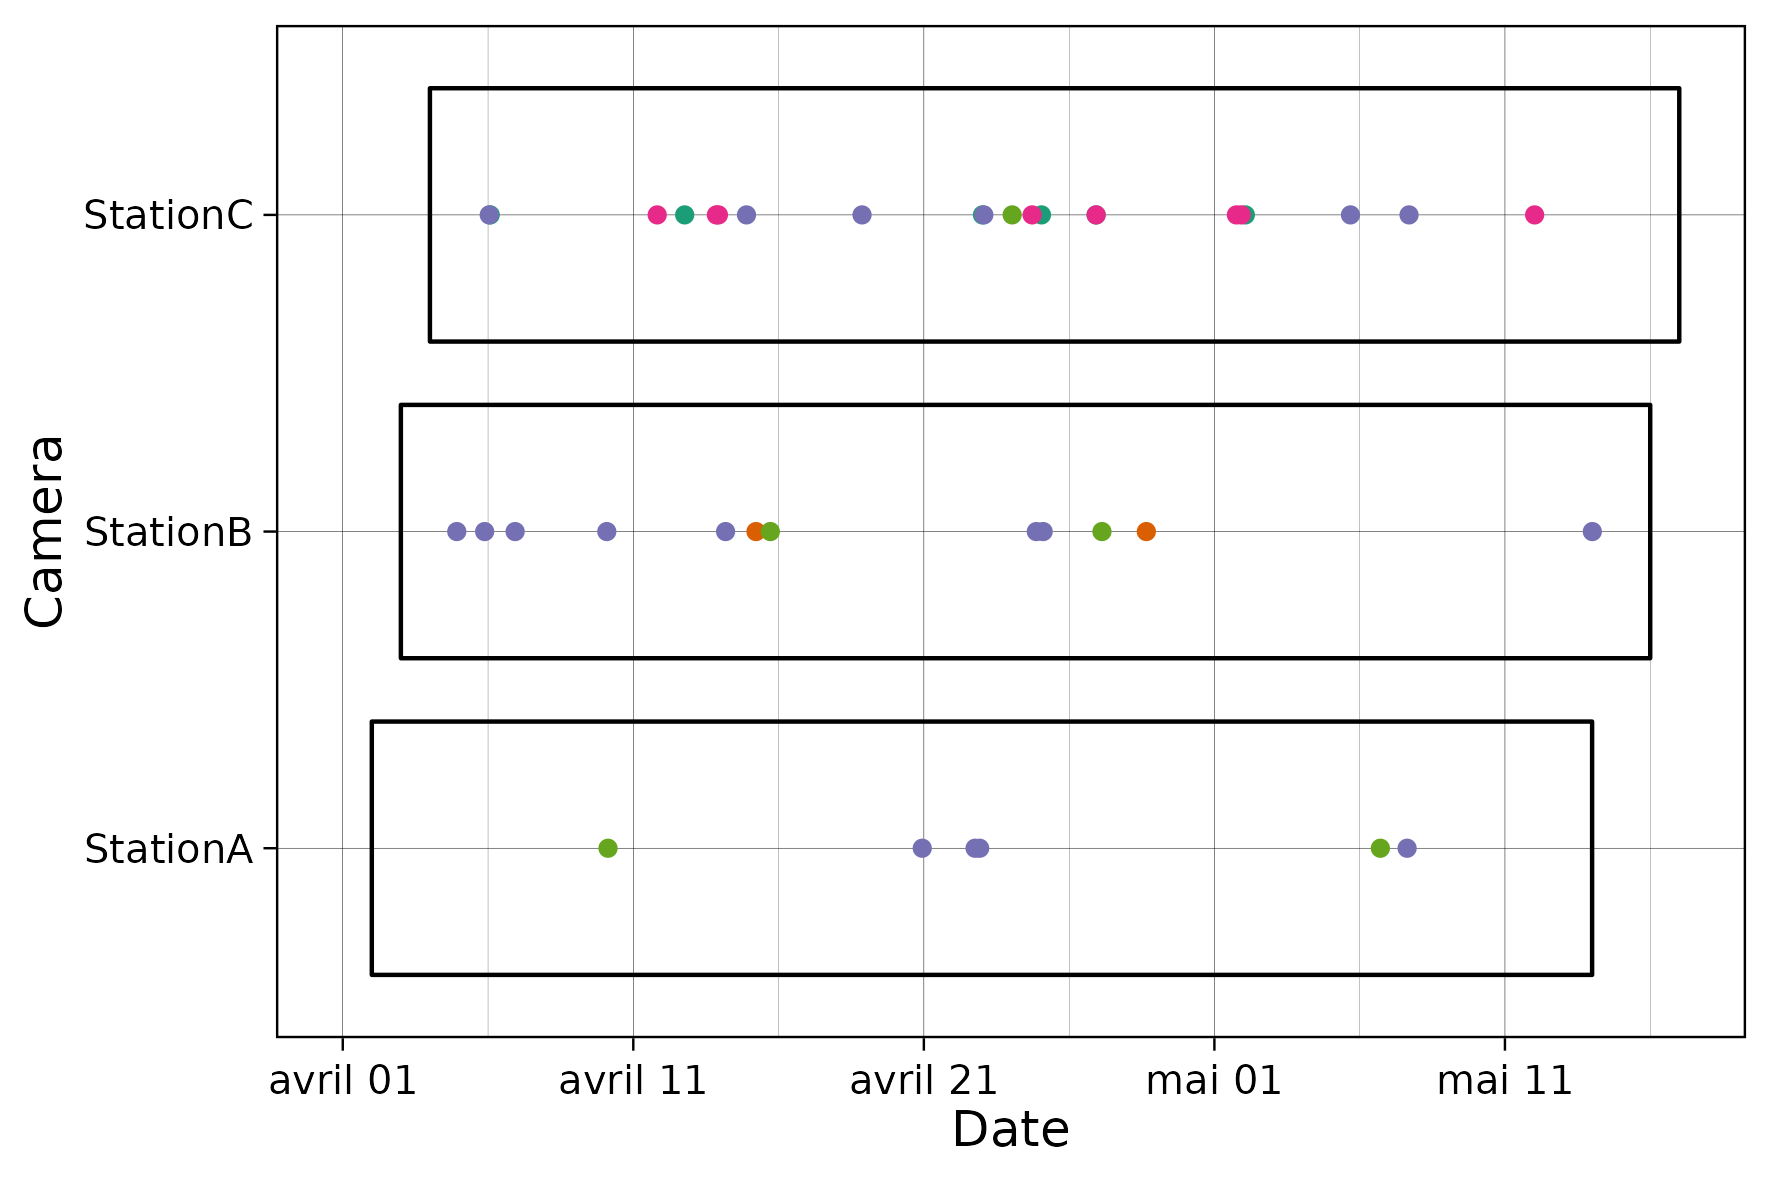 StationC
StationB
StationA
Camera
avril 01
avril 11
avril 21
mai 01
mai 11
Date